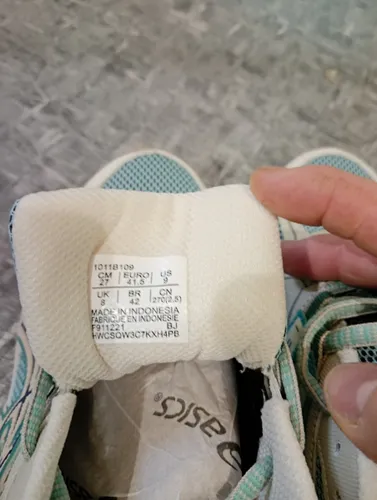 1011B109
CM EURO US
27 41.5 9
UK BR CN
8 42 270(2.5)
MADE IN INDONESIA
FABRIQUE EN INDONESIE
F911221 BJ
HWCSQW3C7KXH4PB
asics